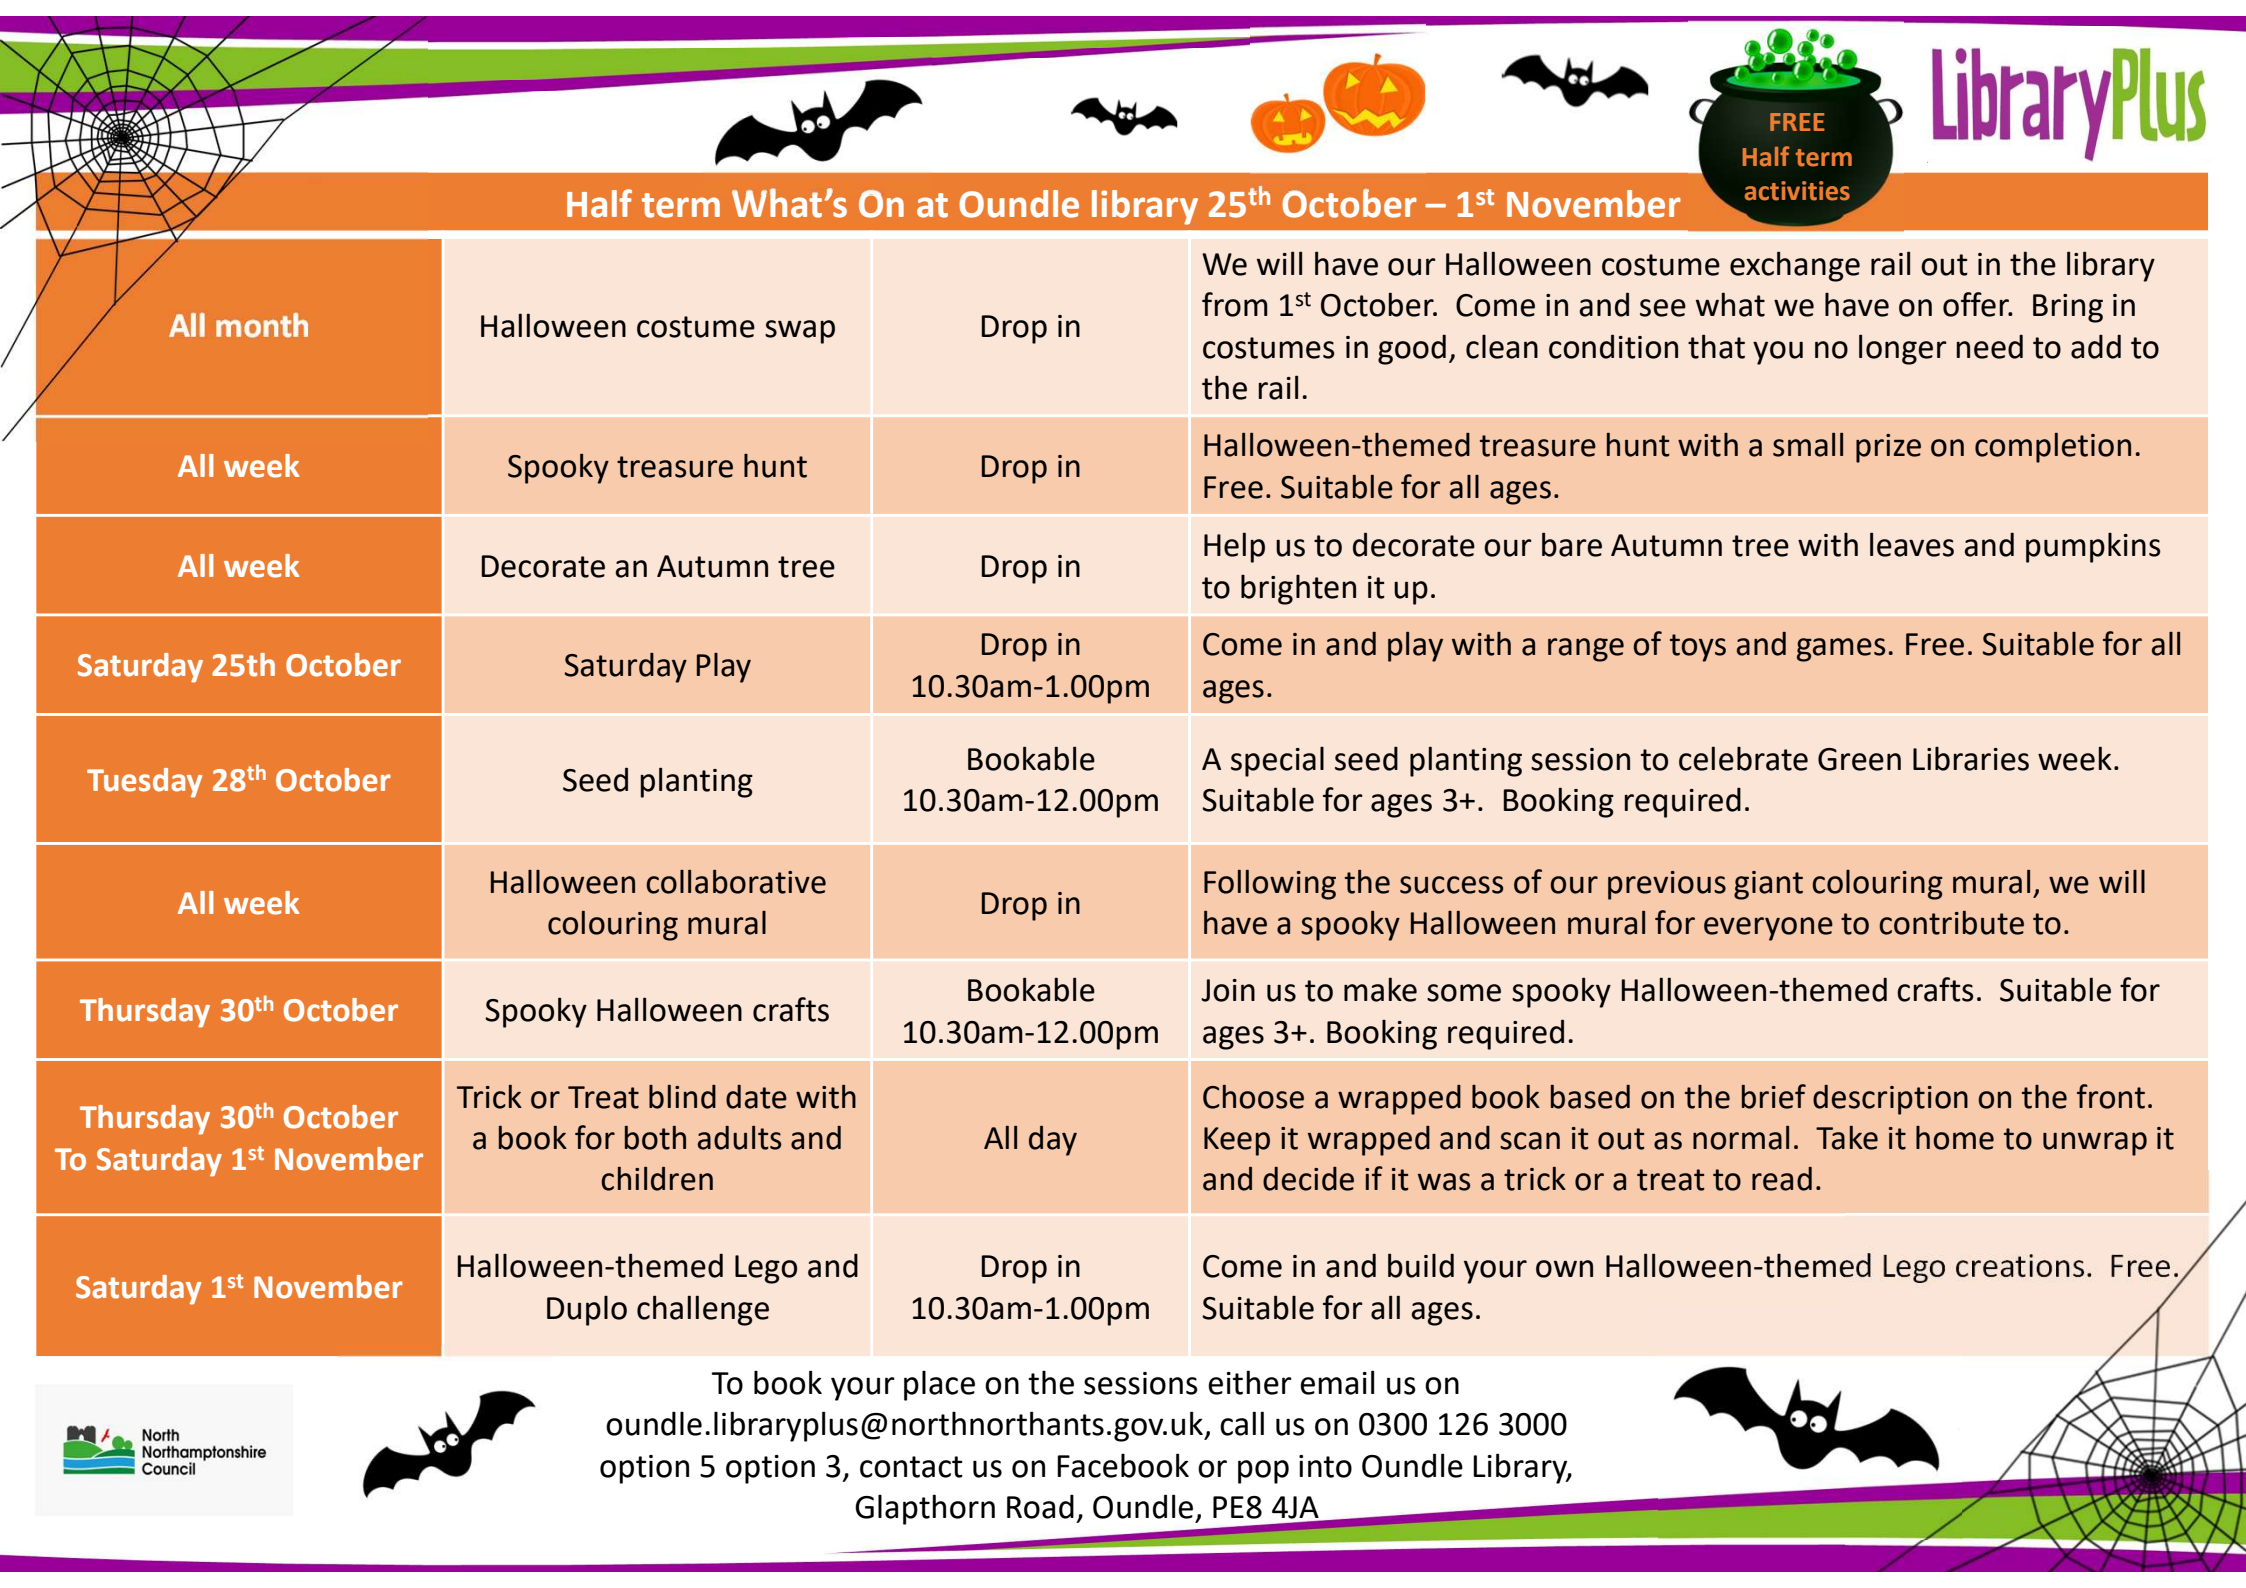 LibraryPlus
FREE
Half term
activities
Half term What's On at Oundle library 25th October – 1st November
All month
Halloween costume swap
Drop in
We will have our Halloween costume exchange rail out in the library
from 1st October.  Come in and see what we have on offer.  Bring in
costumes in good, clean condition that you no longer need to add to
the rail.
All week
Spooky treasure hunt
Drop in
Halloween-themed treasure hunt with a small prize on completion.
Free. Suitable for all ages.
All week
Decorate an Autumn tree
Drop in
Help us to decorate our bare Autumn tree with leaves and pumpkins
to brighten it up.
Saturday 25th October
Saturday Play
Drop in
10.30am-1.00pm
Come in and play with a range of toys and games. Free. Suitable for all
ages.
Tuesday 28th October
Seed planting
Bookable
10.30am-12.00pm
A special seed planting session to celebrate Green Libraries week.
Suitable for ages 3+.  Booking required.
All week
Halloween collaborative
colouring mural
Drop in
Following the success of our previous giant colouring mural, we will
have a spooky Halloween mural for everyone to contribute to.
Thursday 30th October
Spooky Halloween crafts
Bookable
10.30am-12.00pm
Join us to make some spooky Halloween-themed crafts.  Suitable for
ages 3+. Booking required.
Thursday 30th October
To Saturday 1st November
Trick or Treat blind date with
a book for both adults and
children
All day
Choose a wrapped book based on the brief description on the front.
Keep it wrapped and scan it out as normal.  Take it home to unwrap it
and decide if it was a trick or a treat to read.
Saturday 1st November
Halloween-themed Lego and
Duplo challenge
Drop in
10.30am-1.00pm
Come in and build your own Halloween-themed Lego creations.  Free.
Suitable for all ages.
To book your place on the sessions either email us on
oundle.libraryplus@northnorthants.gov.uk, call us on 0300 126 3000
option 5 option 3, contact us on Facebook or pop into Oundle Library,
Glapthorn Road, Oundle, PE8 4JA
North
Northamptonshire
Council